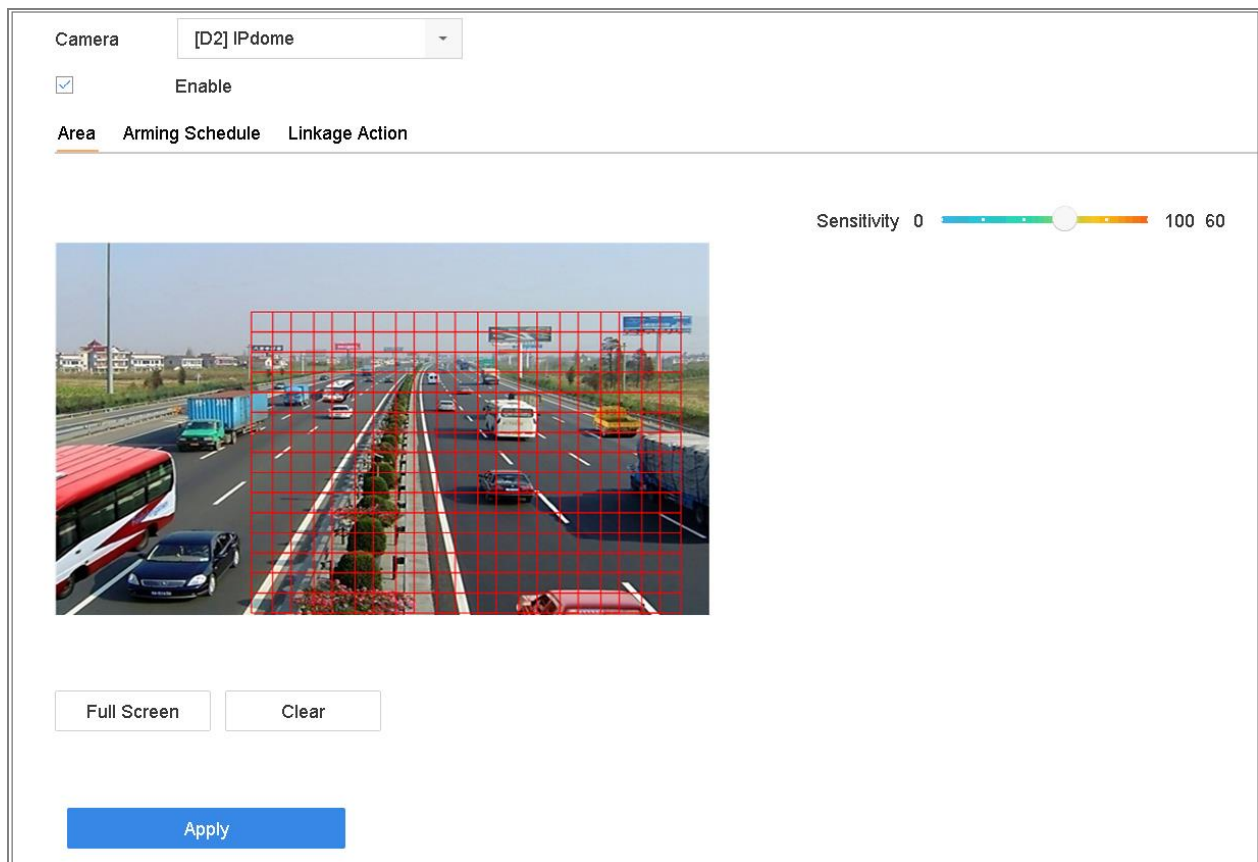 Camera [D2] IPdome
Enable
Area Arming Schedule Linkage Action
Sensitivity 0 100 60
Full Screen Clear
Apply